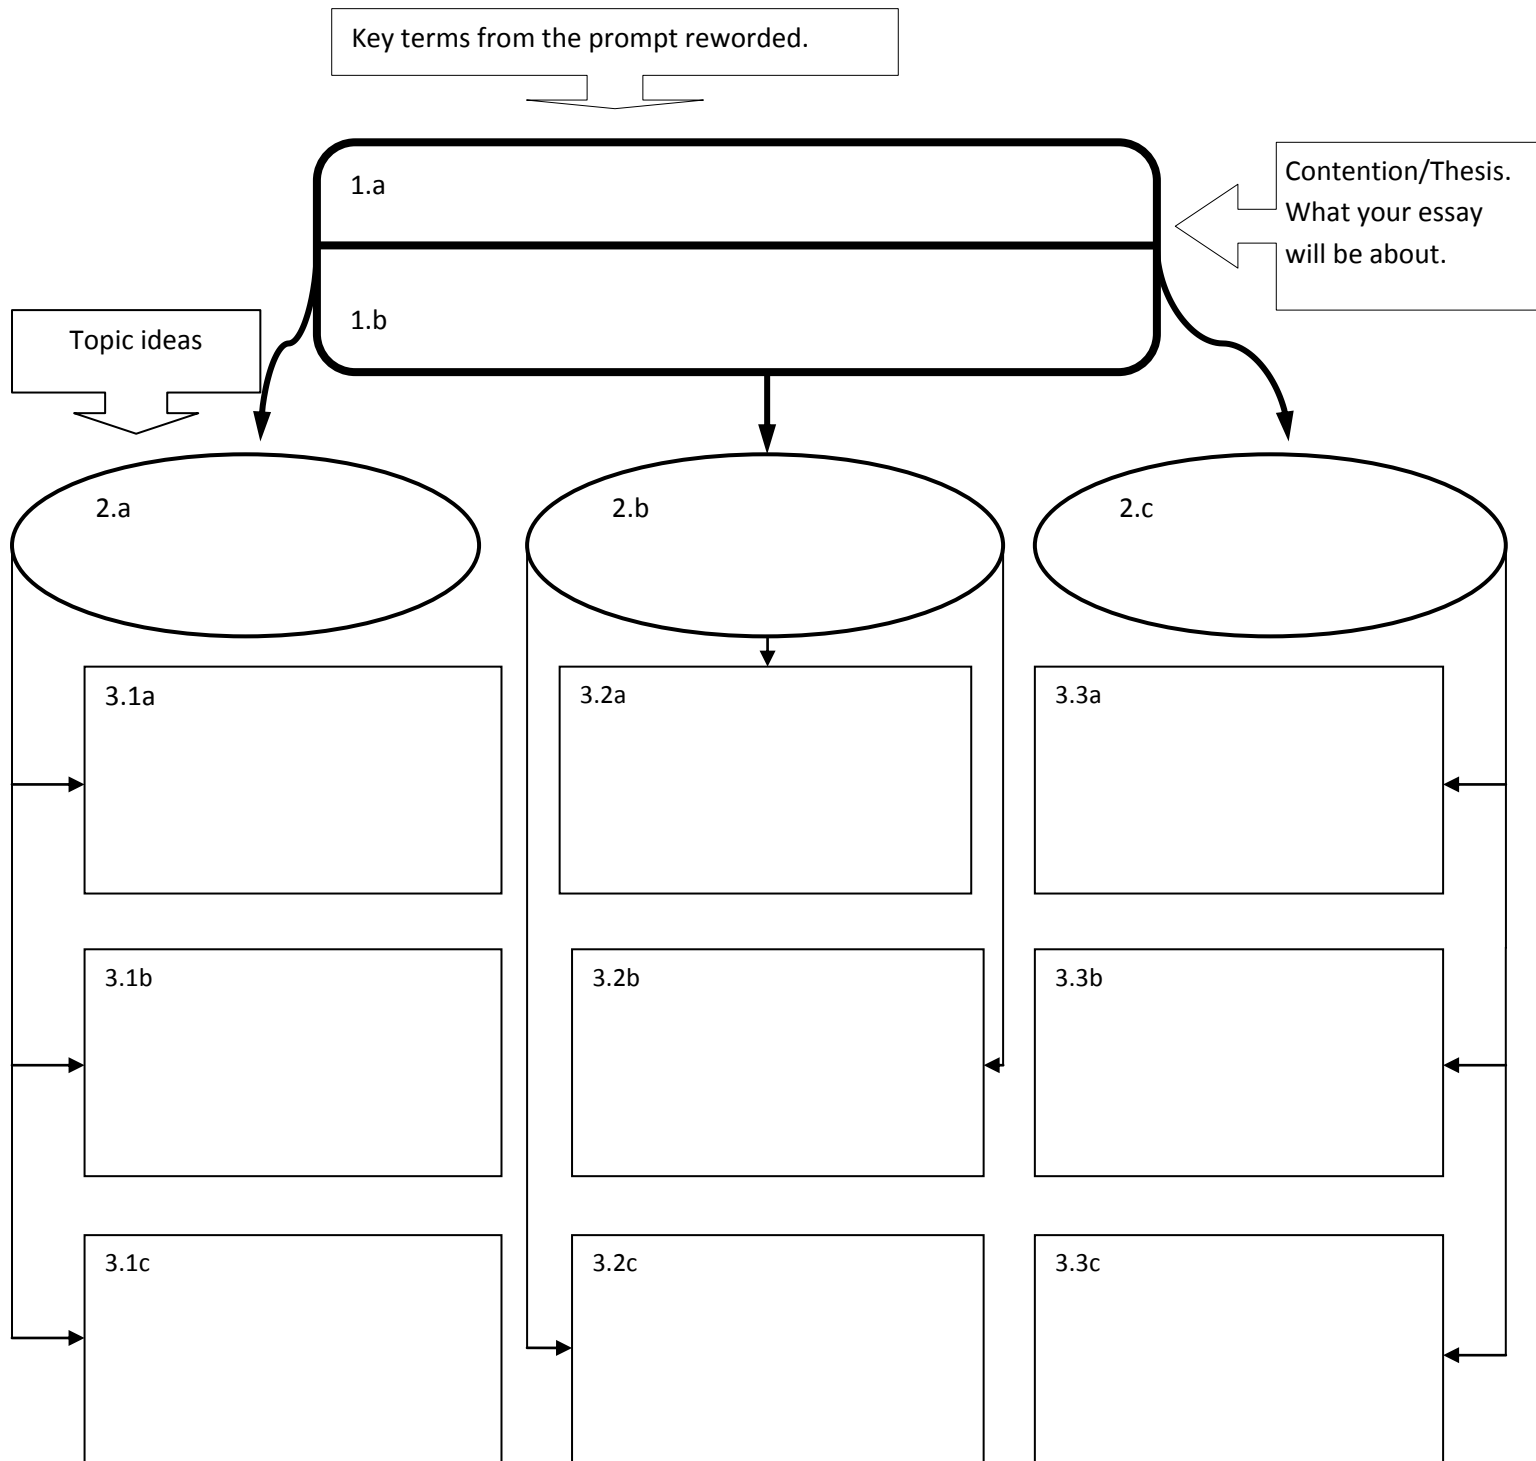 Key terms from the prompt reworded.
1.a
Contention/Thesis.
What your essay
will be about.
1.b
Topic ideas
2.a
2.b
2.c
3.1a
3.2a
3.3a
3.1b
3.2b
3.3b
3.1c
3.2c
3.3c